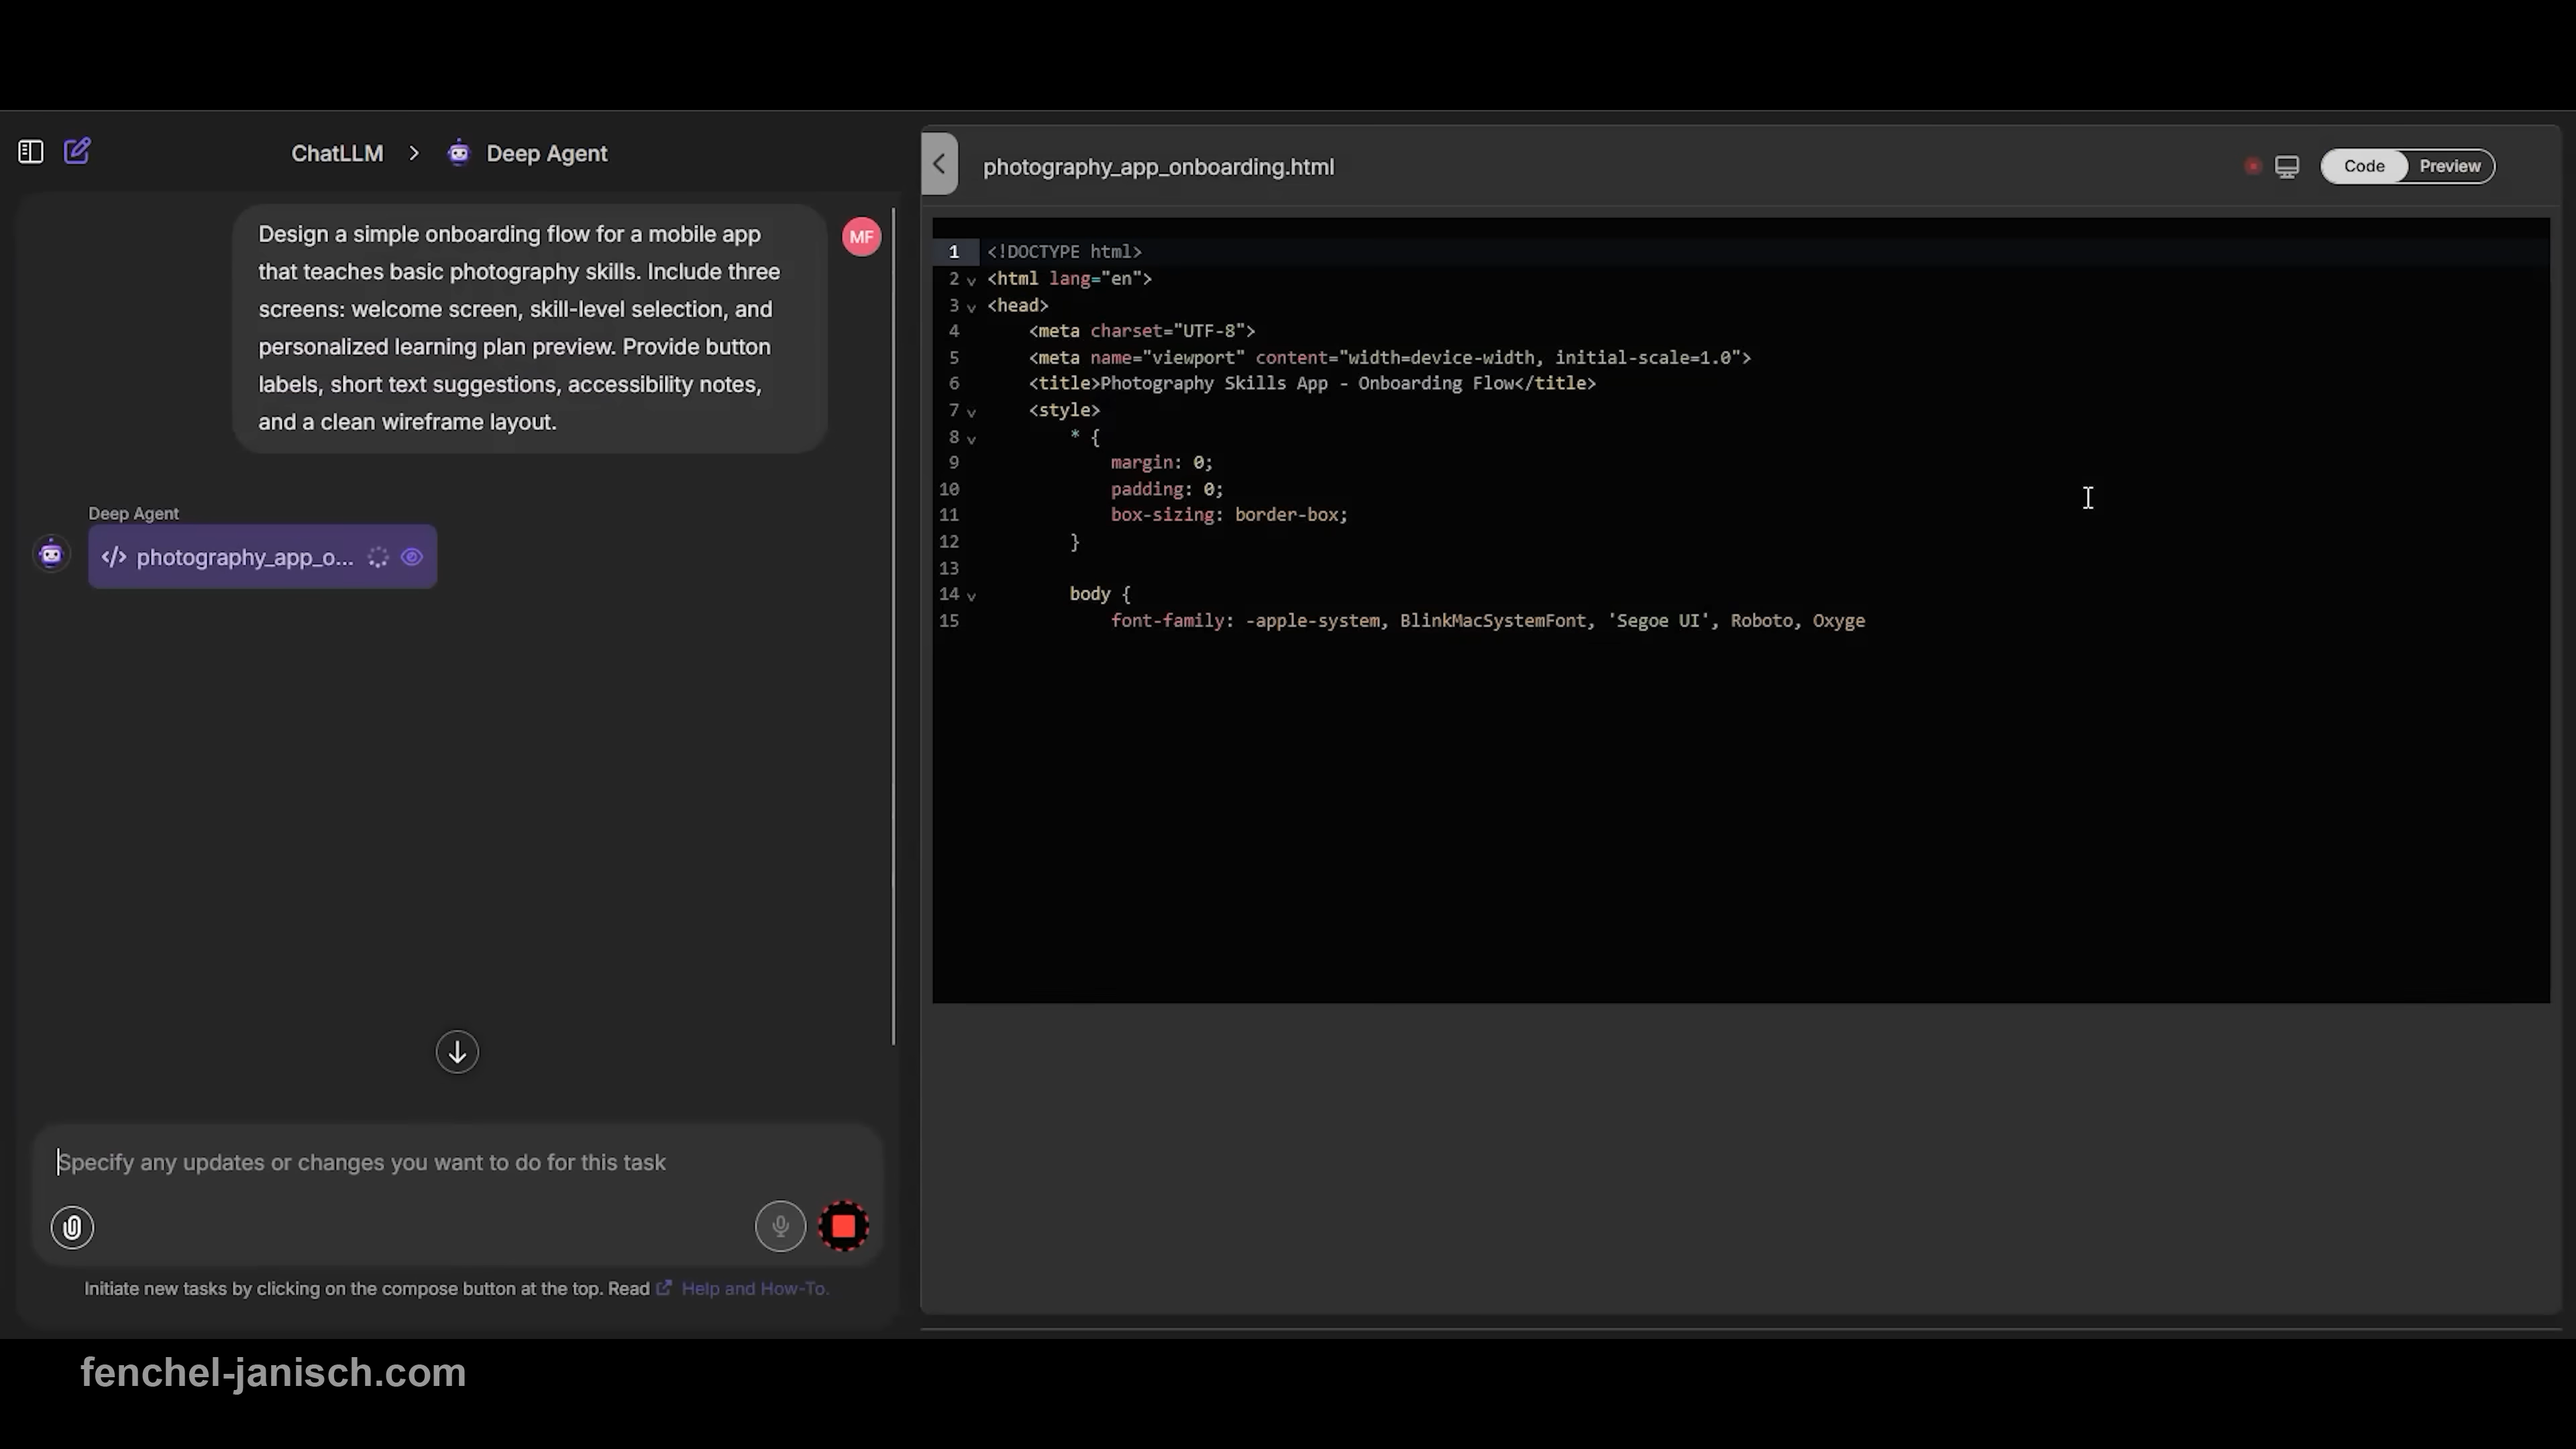 ChatLLM > Deep Agent
Design a simple onboarding flow for a mobile app
that teaches basic photography skills. Include three
screens: welcome screen, skill-level selection, and
personalized learning plan preview. Provide button
labels, short text suggestions, accessibility notes,
and a clean wireframe layout.
MF
Deep Agent
</> photography_app_o...
Specify any updates or changes you want to do for this task
Initiate new tasks by clicking on the compose button at the top. Read Help and How-To.
photography_app_onboarding.html
Code Preview
1 <!DOCTYPE html>
2 <html lang="en">
3 <head>
4 <meta charset="UTF-8">
5 <meta name="viewport" content="width=device-width, initial-scale=1.0">
6 <title>Photography Skills App - Onboarding Flow</title>
7 <style>
8 * {
9 margin: 0;
10 padding: 0;
11 box-sizing: border-box;
12 }
13
14 body {
15 font-family: -apple-system, BlinkMacSystemFont, 'Segoe UI', Roboto, Oxyge
fenchel-janisch.com